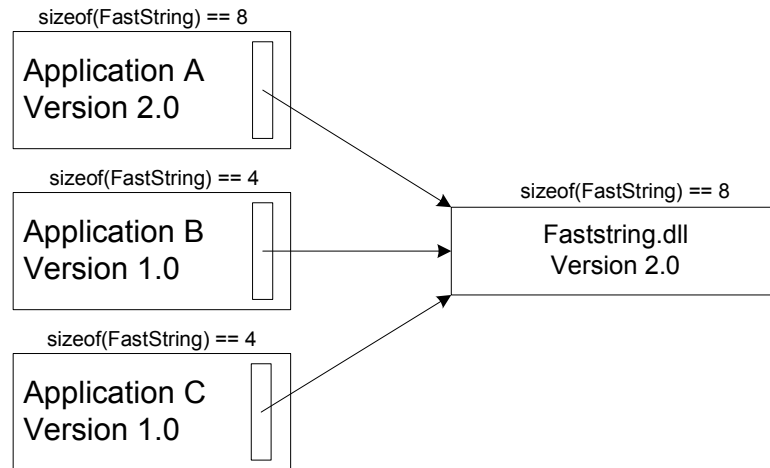 sizeof(FastString) == 8
Application A
Version 2.0
sizeof(FastString) == 4
Application B
Version 1.0
sizeof(FastString) == 8
Faststring.dll
Version 2.0
sizeof(FastString) == 4
Application C
Version 1.0